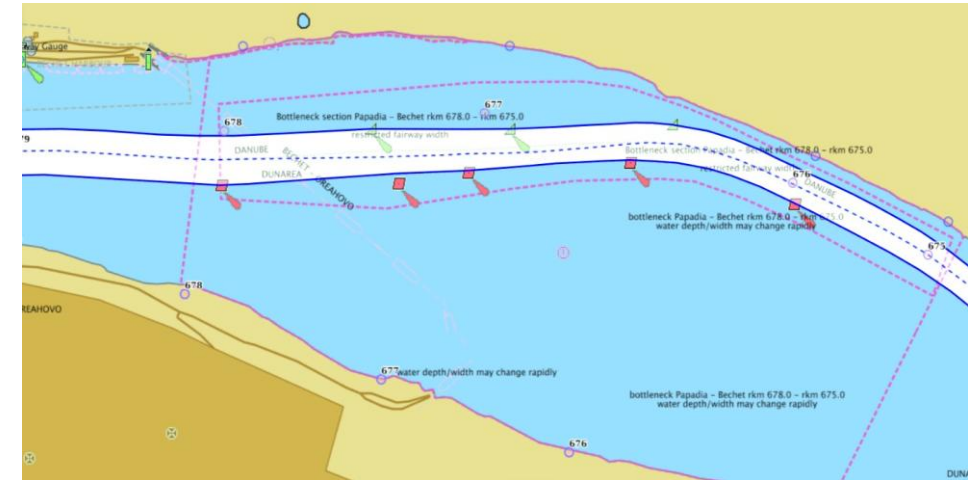 way Gauge
677
678
Bottleneck section Papadia – Bechet rkm 678.0 – rkm 675.0
restricted fairway width
79
DANUBE
BECHET – OREAHOVO
Bottleneck section Papadia – Bechet rkm 678.0 – rkm 675.0
restricted fairway width
DUNAREA
676
DANUBE
bottleneck Papadia – Bechet rkm 678.0 – rkm 675.0
water depth/width may change rapidly
675
678
REAHOVO
677
water depth/width may change rapidly
bottleneck Papadia – Bechet rkm 678.0 – rkm 675.0
water depth/width may change rapidly
676
DUNA